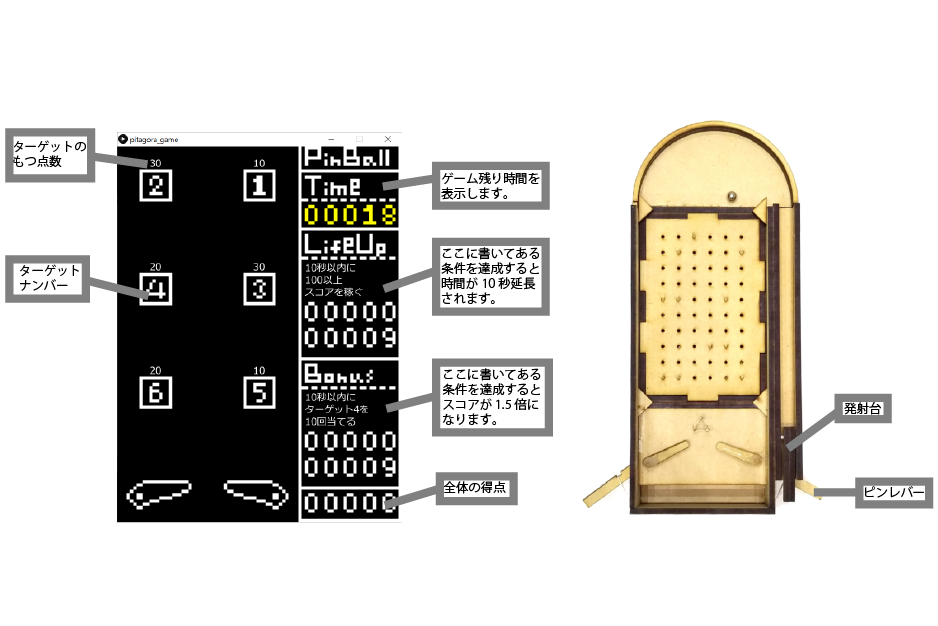 ターゲットの
もつ点数
ターゲット
ナンバー
pitagora_game
30
2
10
1
20
4
30
3
20
6
10
5
PinBall
Time
00018
LifeUp
10秒以内に
100以上
スコアを稼ぐ
00000
00009
Bonus
10秒以内に
ターゲット4を
10回当てる
00000
00009
0000
ゲーム残り時間を
表示します。
ここに書いてある
条件を達成すると
時間が 10 秒延長
されます。
ここに書いてある
条件を達成すると
スコアが 1.5 倍に
なります。
全体の得点
発射台
ピンレバー